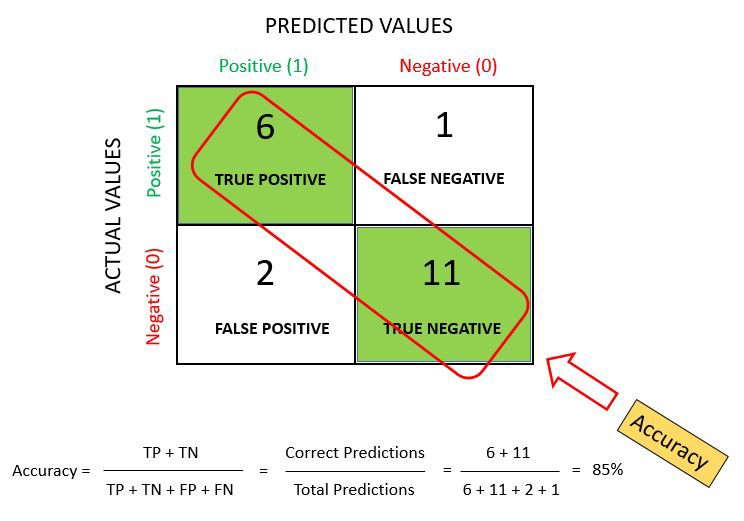 PREDICTED VALUES
Positive (1) Negative (0)
ACTUAL VALUES
Positive (1)
6 1
TRUE POSITIVE FALSE NEGATIVE
Negative (0)
2 11
FALSE POSITIVE TRUE NEGATIVE
Accuracy
TP + TN Correct Predictions 6 + 11
Accuracy = = = = 85%
TP + TN + FP + FN Total Predictions 6 + 11 + 2 + 1